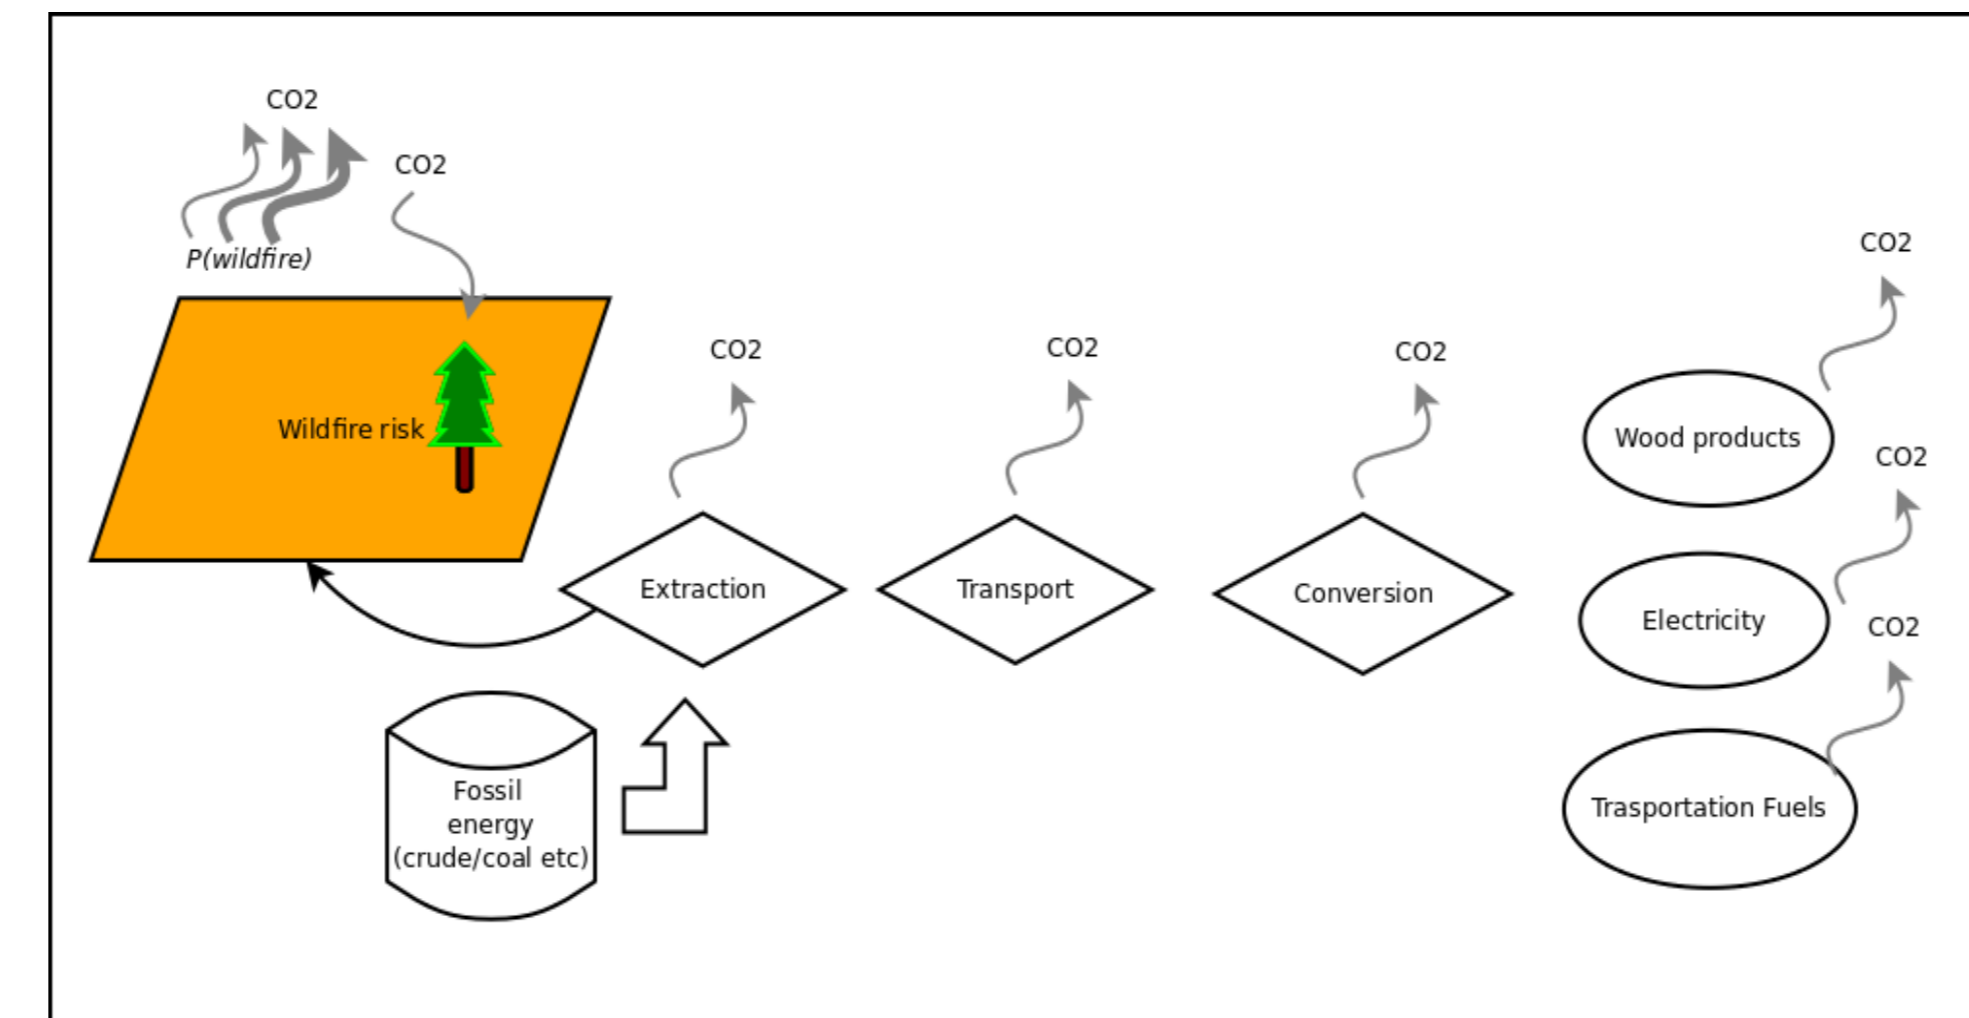 CO2
CO2
P(wildfire)
Wildfire risk
CO2
CO2
CO2
CO2
Wood products
CO2
Extraction
Transport
Conversion
Electricity
CO2
Fossil
energy
(crude/coal etc)
Trasportation Fuels